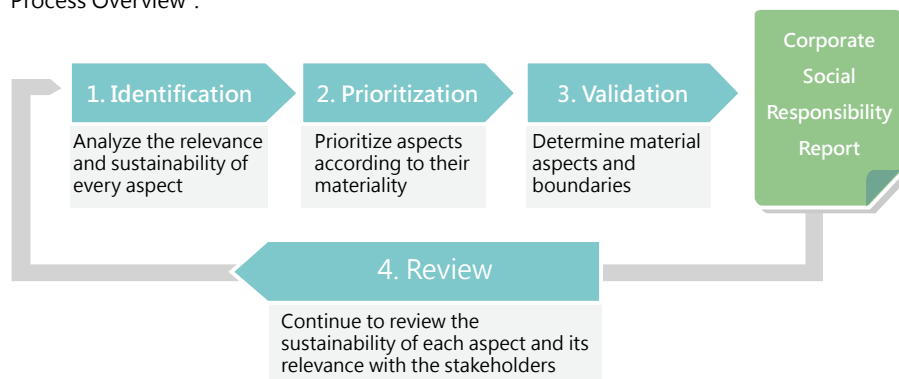 Process Overview".
1. Identification
Analyze the relevance
and sustainability of
every aspect
2. Prioritization
Prioritize aspects
according to their
materiality
3. Validation
Determine material
aspects and
boundaries
Corporate
Social
Responsibility
Report
4. Review
Continue to review the
sustainability of each aspect and its
relevance with the stakeholders